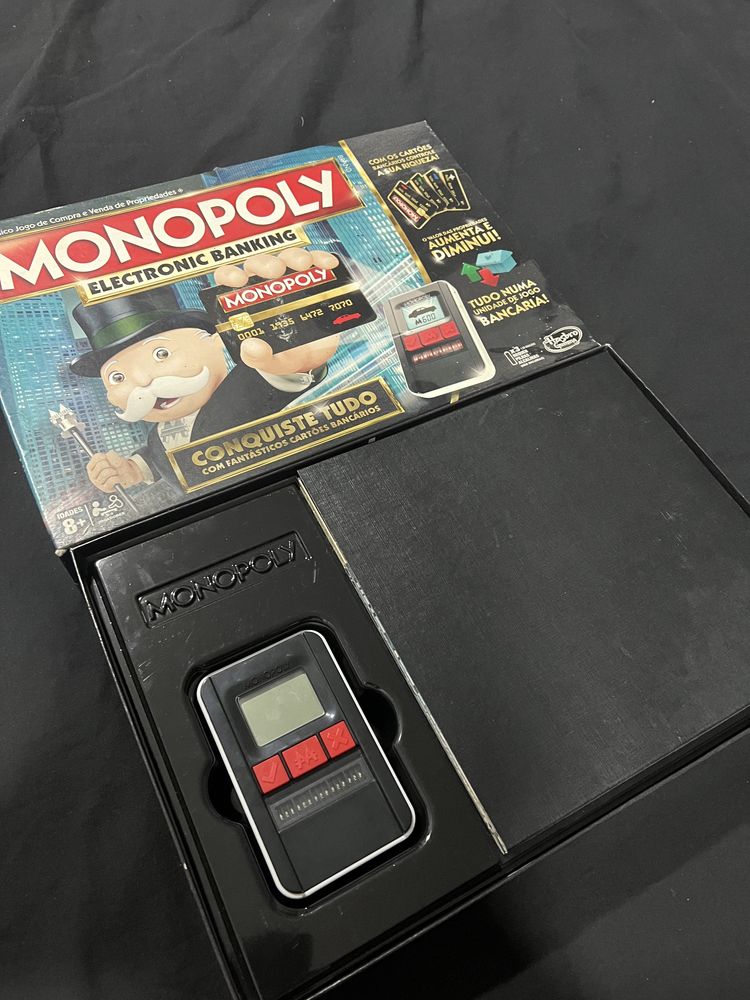 ico Jogo de Compra e Venda de Propriedades
MONOPOLY
ELECTRONIC BANKING
MONOPOLY
0001 1935 6472 7070
CONQUISTE TUDO
COM FANTÁSTICOS CARTÕES BANCÁRIOS
IDADES
8+
COM OS CARTÕES
BANCÁRIOS CONTROLE
A SUA RIQUEZA!
O VALOR DAS PROPRIEDADES
AUMENTA E
DIMINUI!
TUDO NUMA
UNIDADE DE JOGO
BANCÁRIA!
600
Hasbro
Gaming
MONOPOLY
MONOPOLY